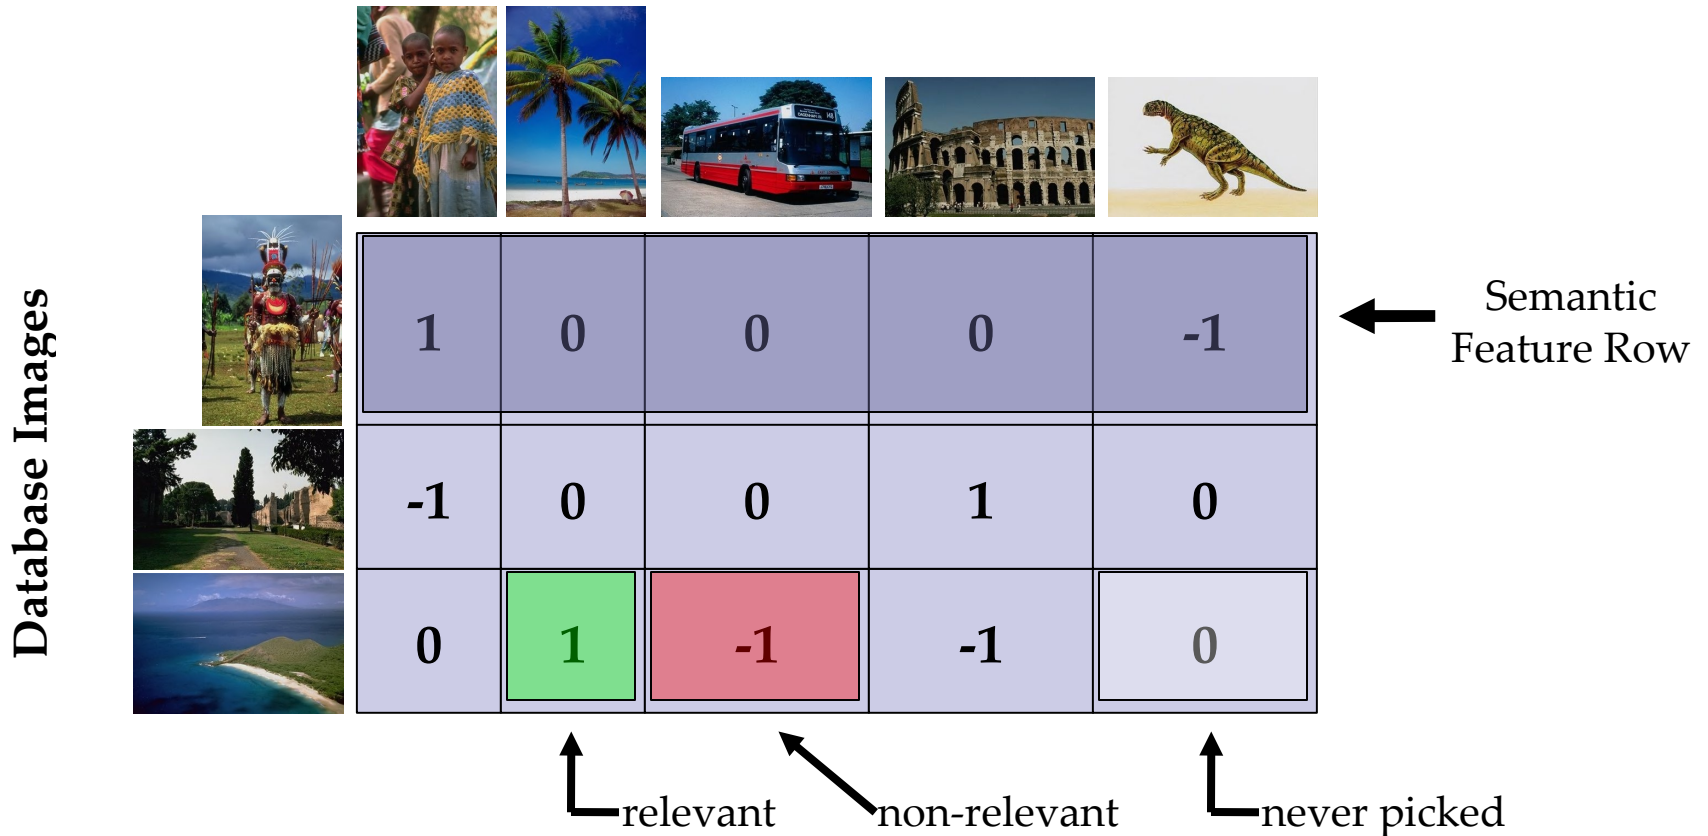 Database Images
1 0 0 0 -1
-1 0 0 1 0
0 1 -1 -1 0
Semantic
Feature Row
relevant
non-relevant
never picked